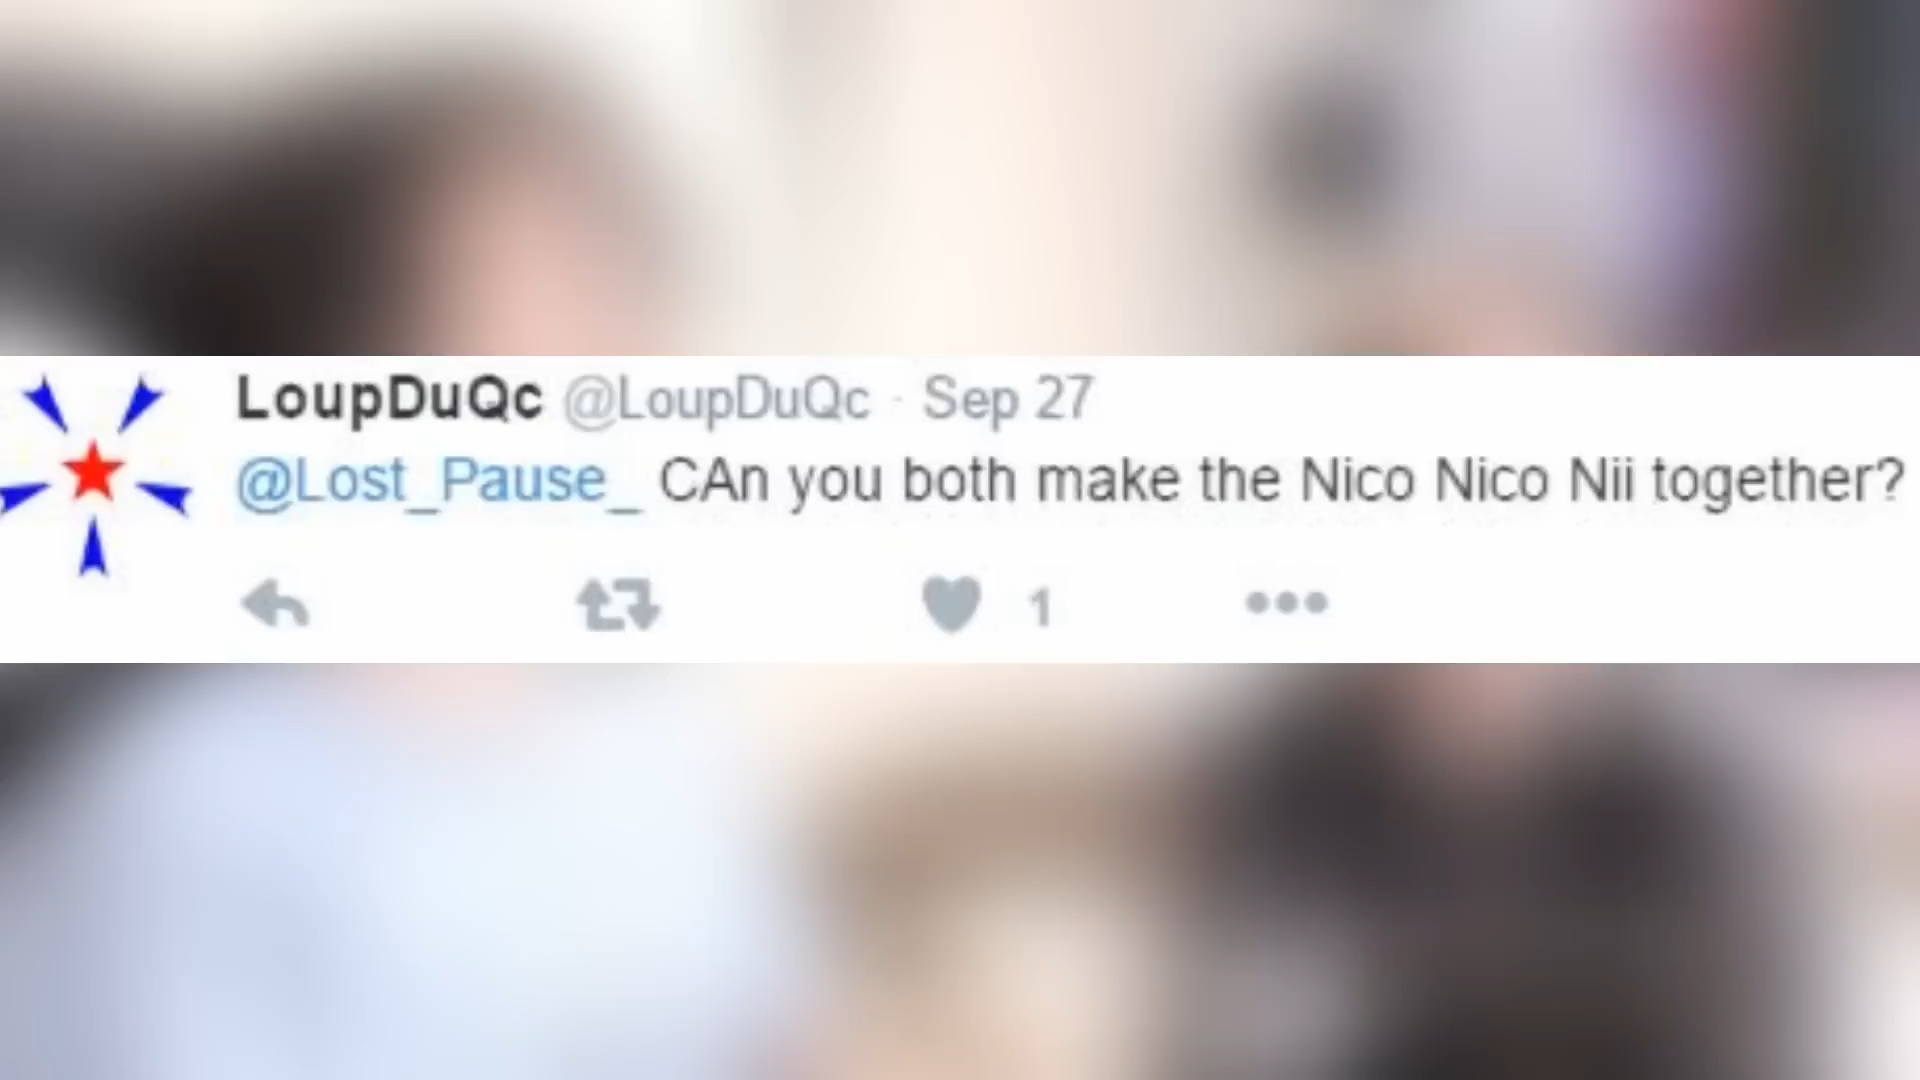 LoupDuQc @LoupDuQc · Sep 27
@Lost_Pause_ CAn you both make the Nico Nico Nii together?
1